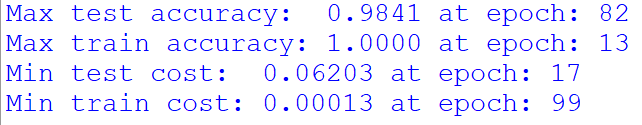 Max test accuracy:  0.9841 at epoch: 82
Max train accuracy: 1.0000 at epoch: 13
Min test cost:  0.06203 at epoch: 17
Min train cost: 0.00013 at epoch: 99